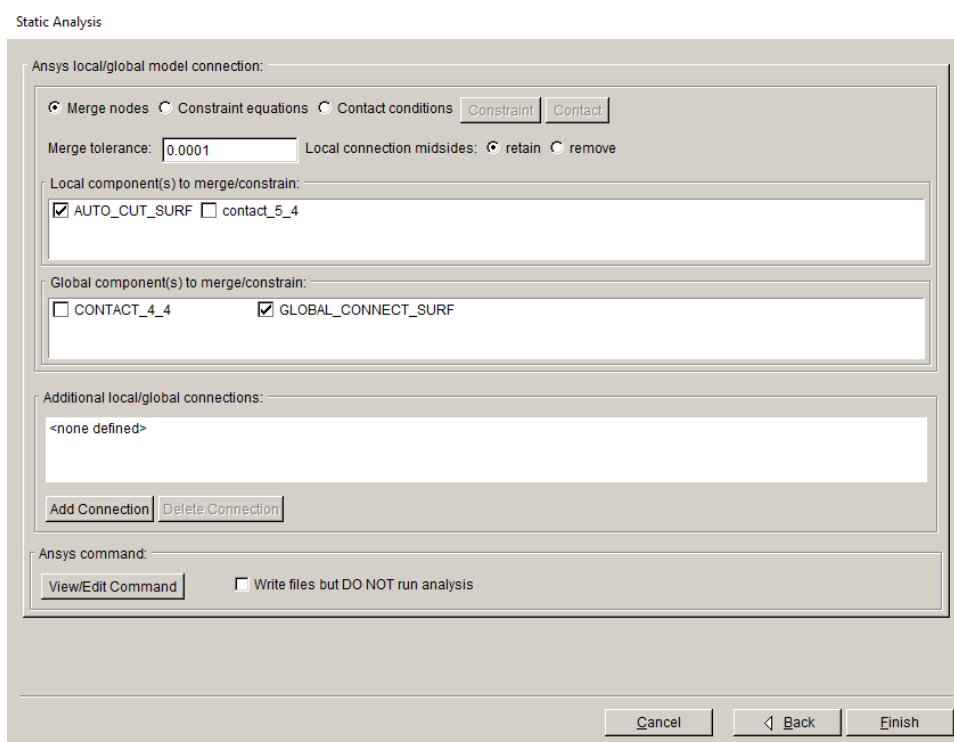 Static Analysis
Ansys local/global model connection:
Merge nodes Constraint equations Contact conditions Constraint Contact
Merge tolerance: 0.0001 Local connection midsides: retain remove
Local component(s) to merge/constrain:
AUTO_CUT_SURF contact_5_4
Global component(s) to merge/constrain:
CONTACT_4_4 GLOBAL_CONNECT_SURF
Additional local/global connections:
<none defined>
Add Connection Delete Connection
Ansys command:
View/Edit Command Write files but DO NOT run analysis
Cancel Back Finish